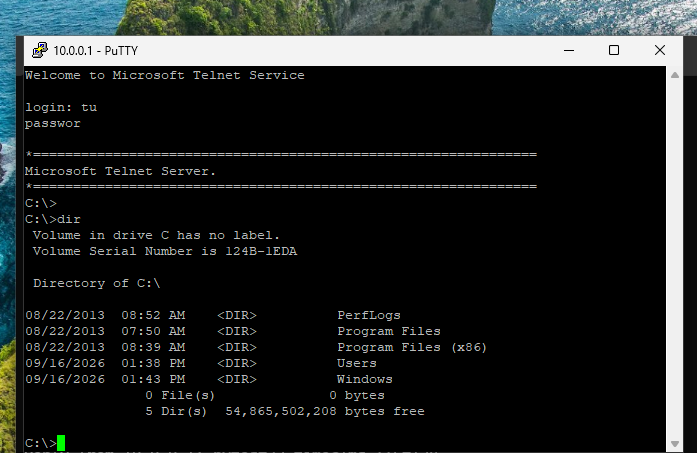 10.0.0.1 - PuTTY
Welcome to Microsoft Telnet Service

login: tu
passwor

*===============================================================
Microsoft Telnet Server.
*===============================================================
C:\>
C:\>dir
 Volume in drive C has no label.
 Volume Serial Number is 124B-1EDA

 Directory of C:\

08/22/2013  08:52 AM    <DIR>          PerfLogs
08/22/2013  07:50 AM    <DIR>          Program Files
08/22/2013  08:39 AM    <DIR>          Program Files (x86)
09/16/2026  01:38 PM    <DIR>          Users
09/16/2026  01:43 PM    <DIR>          Windows
               0 File(s)              0 bytes
               5 Dir(s)  54,865,502,208 bytes free

C:\>